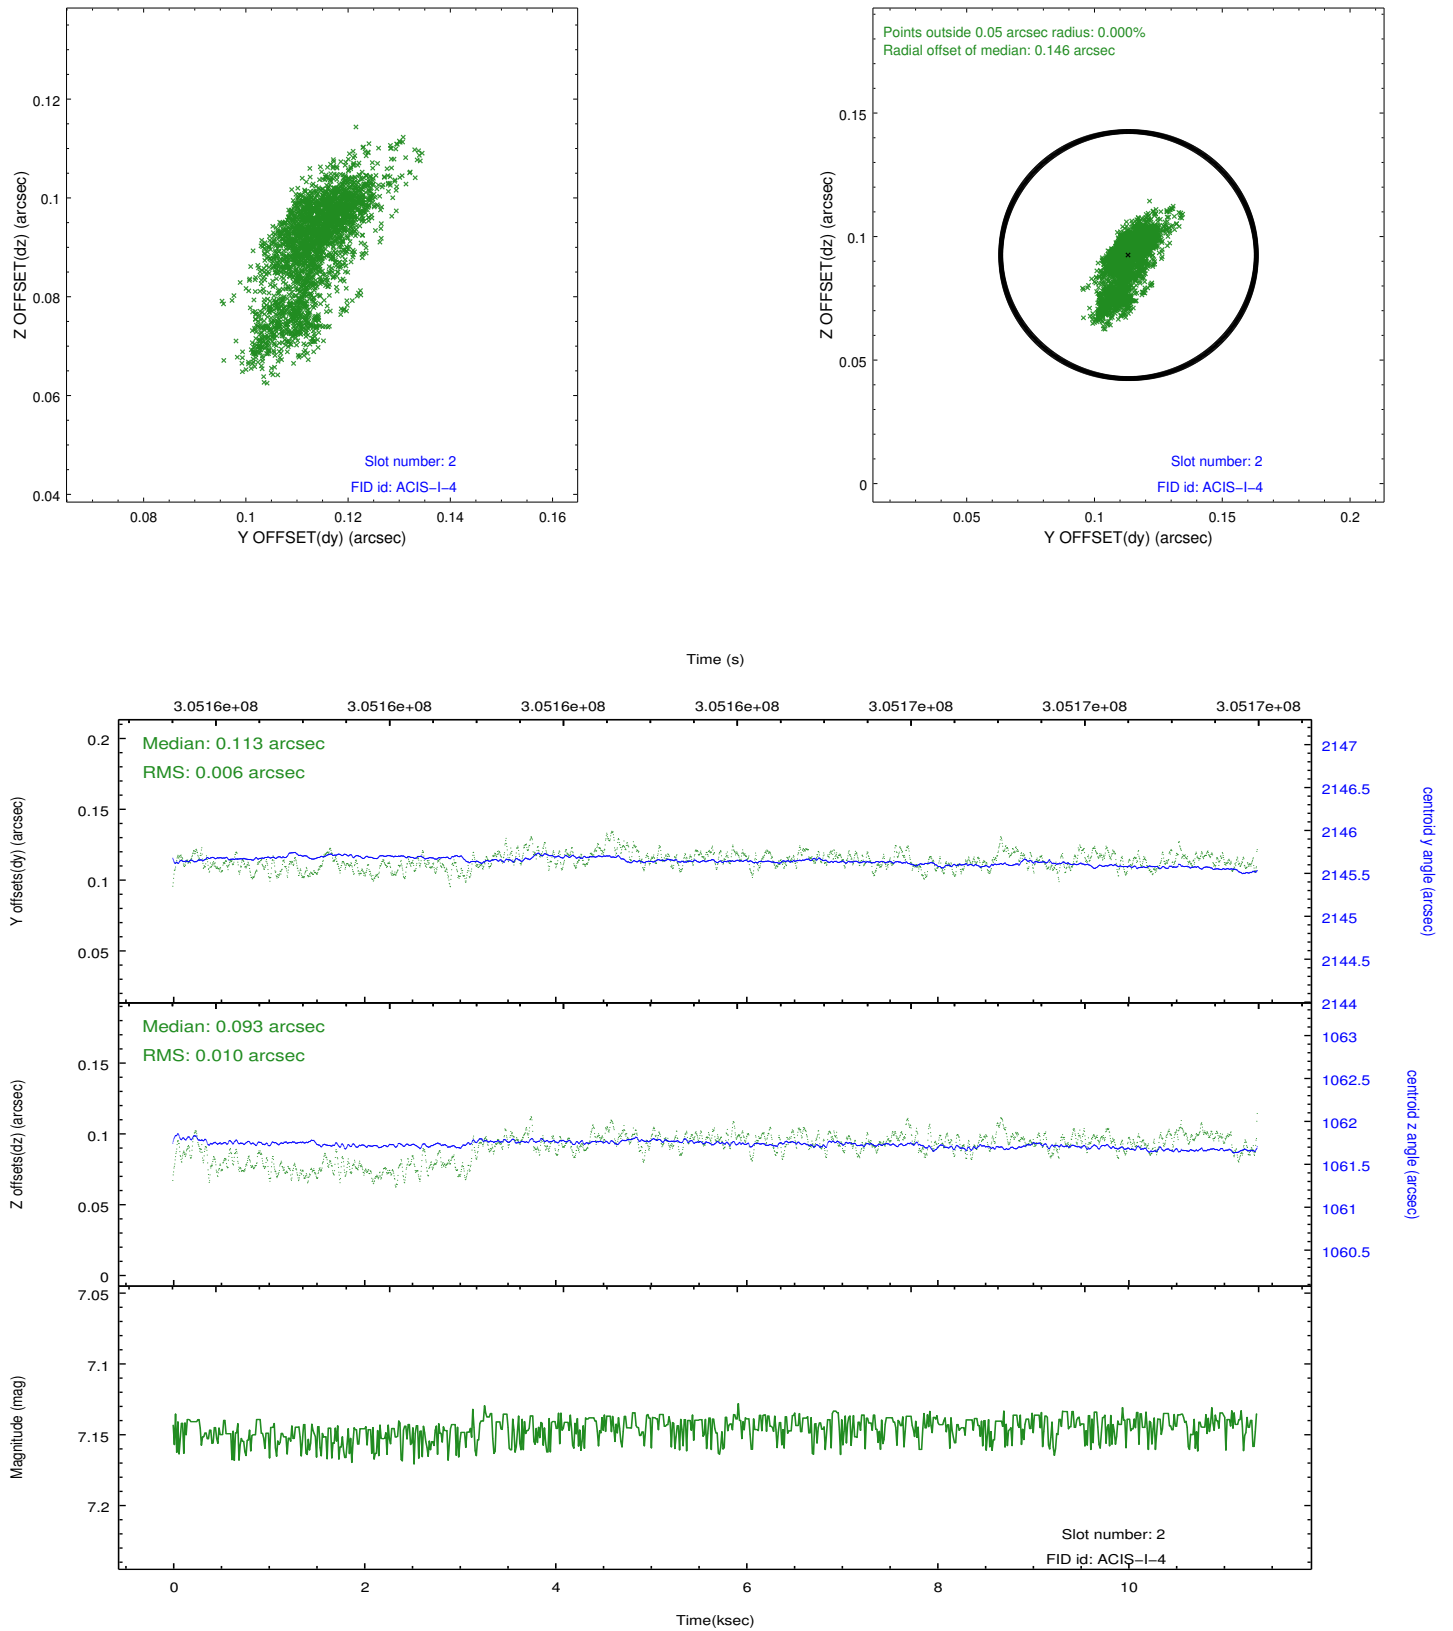 0.12
0.1
0.08
0.06
0.04
Z OFFSET(dz) (arcsec)
Slot number: 2
FID id: ACIS-I-4
0.08 0.1 0.12 0.14 0.16
Y OFFSET(dy) (arcsec)
Points outside 0.05 arcsec radius: 0.000%
Radial offset of median: 0.146 arcsec
0.15
0.1
0.05
0
Z OFFSET(dz) (arcsec)
Slot number: 2
FID id: ACIS-I-4
0.05 0.1 0.15 0.2
Y OFFSET(dy) (arcsec)
Time (s)
3.0516e+08 3.0516e+08 3.0516e+08 3.0516e+08 3.0517e+08 3.0517e+08 3.0517e+08
Median: 0.113 arcsec
RMS: 0.006 arcsec
0.2
0.15
0.1
0.05
Y offsets(dy) (arcsec)
2147
2146.5
2146
2145.5
2145
2144.5
2144
centroid y angle (arcsec)
Median: 0.093 arcsec
RMS: 0.010 arcsec
0.15
0.1
0.05
0
Z offsets(dz) (arcsec)
1063
1062.5
1062
1061.5
1061
1060.5
centroid z angle (arcsec)
7.05
7.1
7.15
7.2
Magnitude (mag)
Slot number: 2
FID id: ACIS-I-4
0 2 4 6 8 10
Time(ksec)